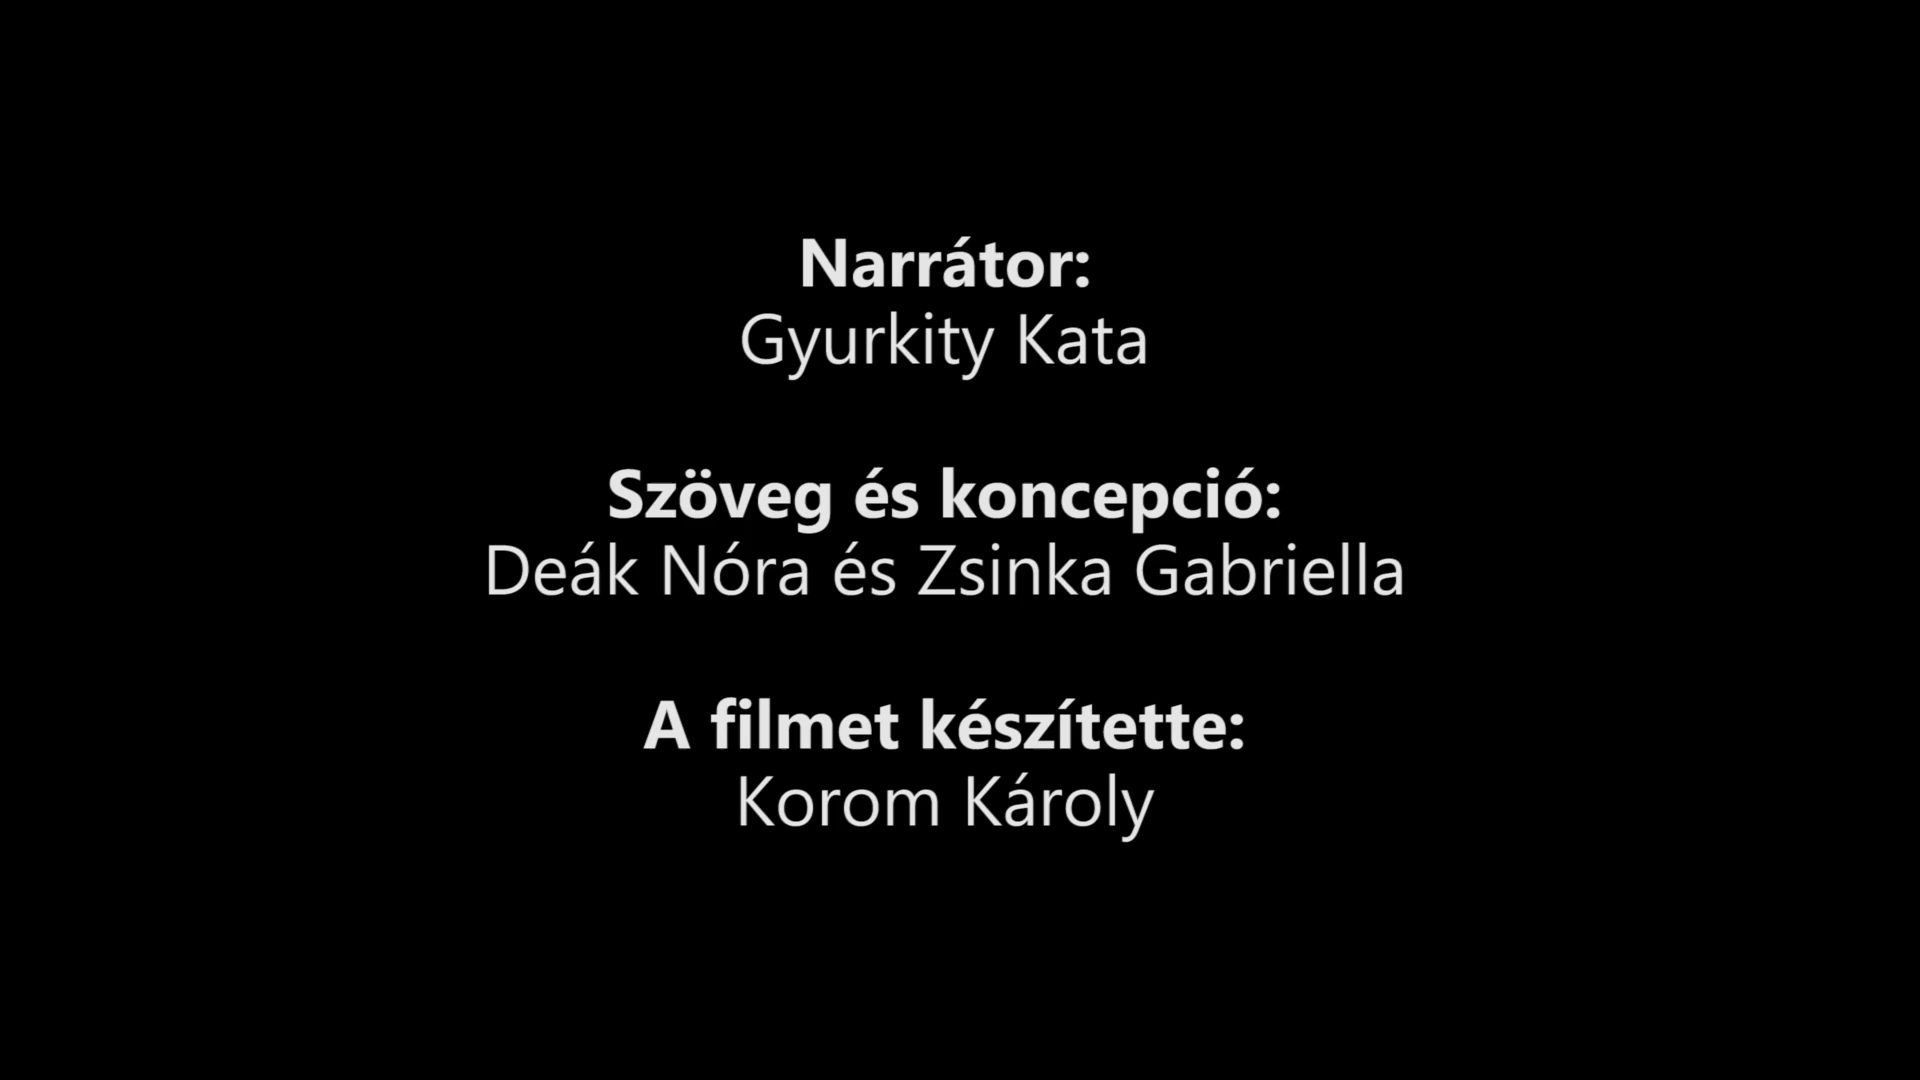 Narrátor:
Gyurkity Kata
Szöveg és koncepció:
Deák Nóra és Zsinka Gabriella
A filmet készítette:
Korom Károly